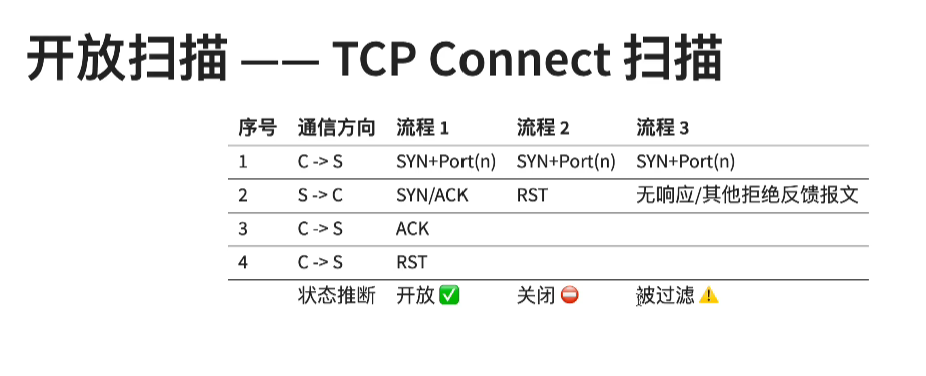 开放扫描 —— TCP Connect 扫描
序号 通信方向 流程 1 流程 2 流程 3
1 C -> S SYN+Port(n) SYN+Port(n) SYN+Port(n)
2 S -> C SYN/ACK RST 无响应/其他拒绝反馈报文
3 C -> S ACK
4 C -> S RST
状态推断 开放 ✅ 关闭 ⛔ 被过滤 ⚠️